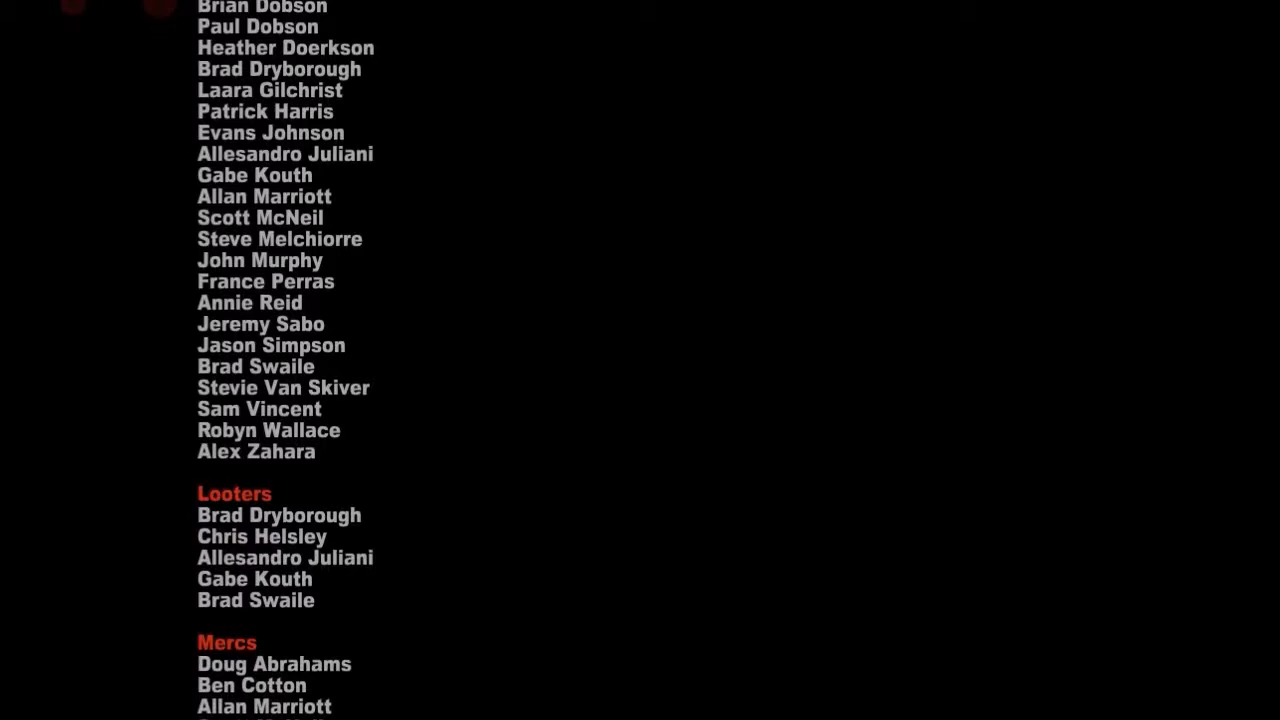 Brian Dobson
Paul Dobson
Heather Doerkson
Brad Dryborough
Laara Gilchrist
Patrick Harris
Evans Johnson
Allesandro Juliani
Gabe Kouth
Allan Marriott
Scott McNeil
Steve Melchiorre
John Murphy
France Perras
Annie Reid
Jeremy Sabo
Jason Simpson
Brad Swaile
Stevie Van Skiver
Sam Vincent
Robyn Wallace
Alex Zahara
Looters
Brad Dryborough
Chris Helsley
Allesandro Juliani
Gabe Kouth
Brad Swaile
Mercs
Doug Abrahams
Ben Cotton
Allan Marriott